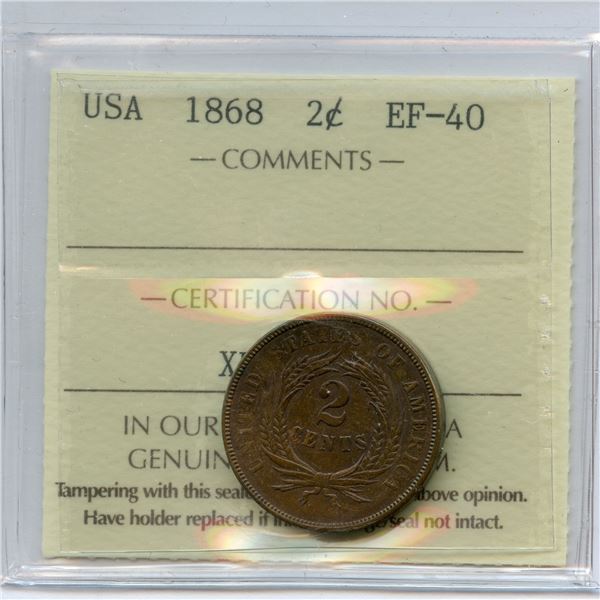 USA 1868 2¢ EF-40
— COMMENTS —
— CERTIFICATION NO. —
UNITED STATES OF AMERICA
2
CENTS
IN OUR
GENUIN
Tampering with this seal above opinion.
Have holder replaced if seal not intact.